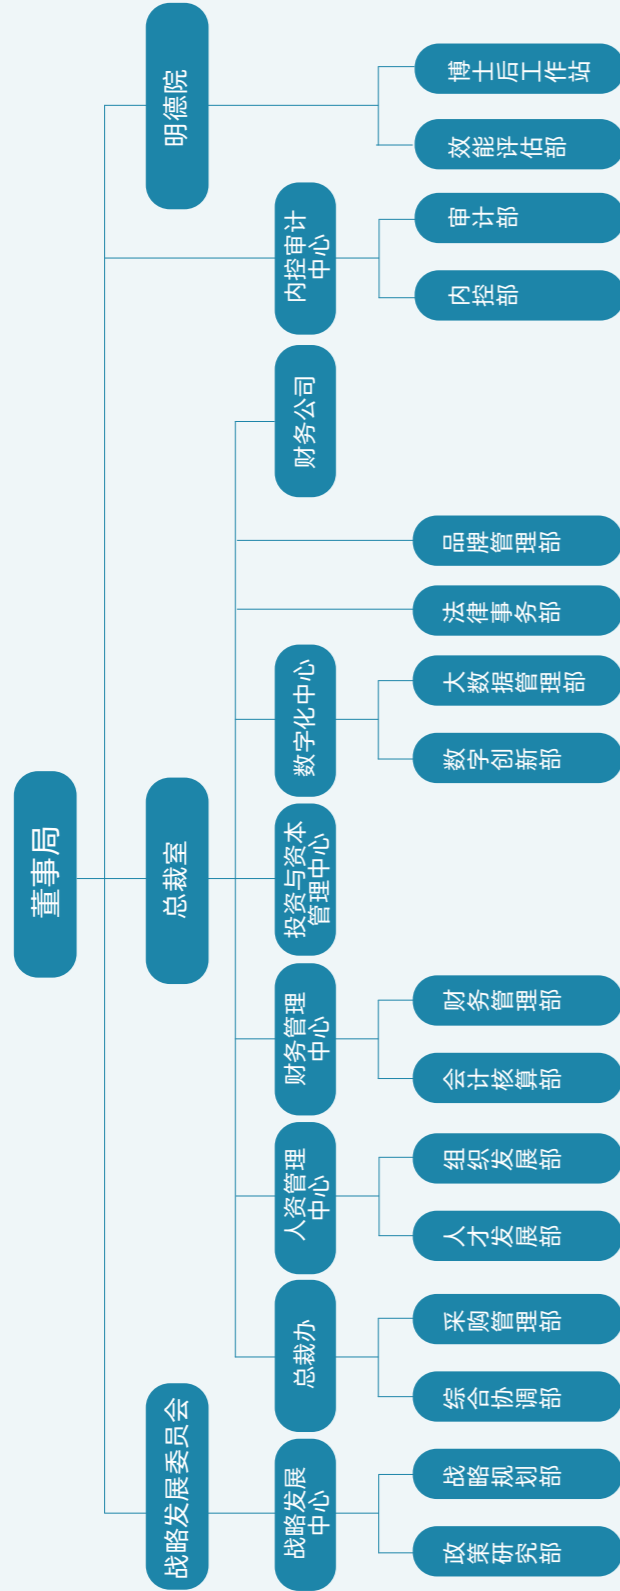 董事局
战略发展委员会
总裁室
明德院
战略发展
中心
总裁办
人资管理
中心
财务管理
中心
投资与资本
管理中心
数字化中心
财务公司
内控审计
中心
政策研究部
战略规划部
综合协调部
采购管理部
人才发展部
组织发展部
会计核算部
财务管理部
数字创新部
大数据管理部
法律事务部
品牌管理部
内控部
审计部
效能评估部
博士后工作站